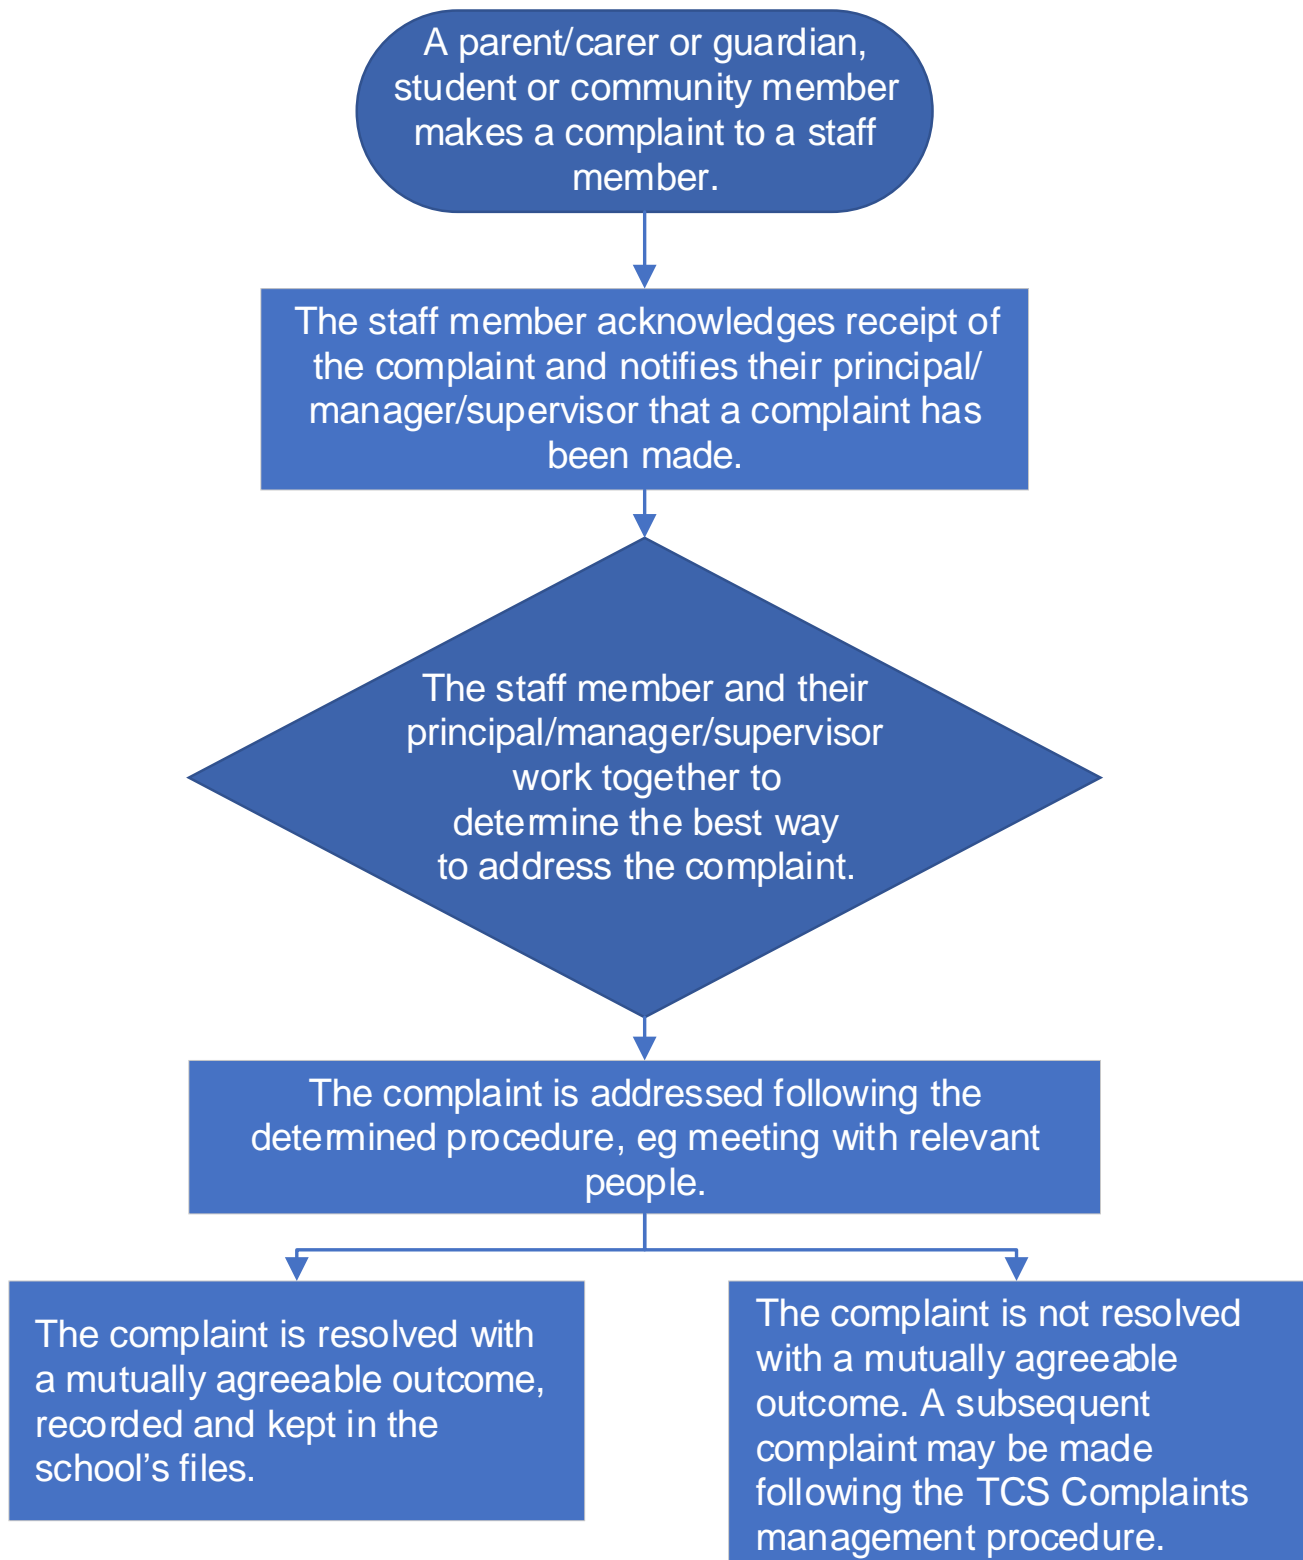 A parent/carer or guardian,
student or community member
makes a complaint to a staff
member.
The staff member acknowledges receipt of
the complaint and notifies their principal/
manager/supervisor that a complaint has
been made.
The staff member and their
principal/manager/supervisor
work together to
determine the best way
to address the complaint.
The complaint is addressed following the
determined procedure, eg meeting with relevant
people.
The complaint is resolved with
a mutually agreeable outcome,
recorded and kept in the
school’s files.
The complaint is not resolved
with a mutually agreeable
outcome. A subsequent
complaint may be made
following the TCS Complaints
management procedure.